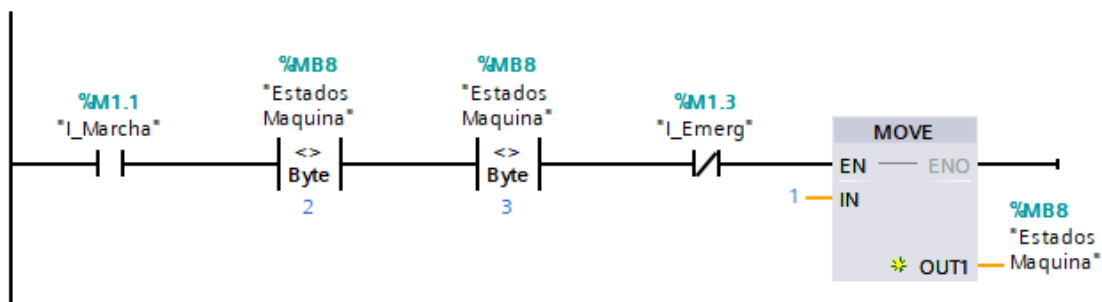 %M1.1
"I_Marcha"
%MB8
"Estados
Maquina"
<>
Byte
2
%MB8
"Estados
Maquina"
<>
Byte
3
%M1.3
"I_Emerg"
MOVE
EN ENO
1 IN
OUT1
%MB8
"Estados
Maquina"